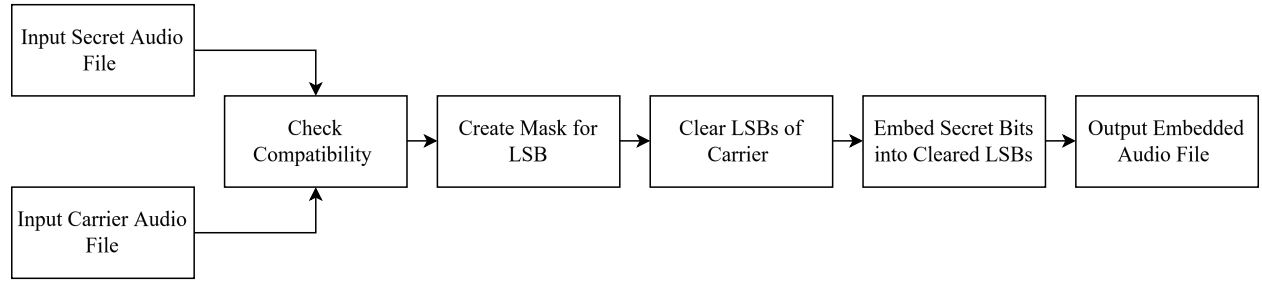 Input Secret Audio
File
Input Carrier Audio
File
Check
Compatibility
Create Mask for
LSB
Clear LSBs of
Carrier
Embed Secret Bits
into Cleared LSBs
Output Embedded
Audio File